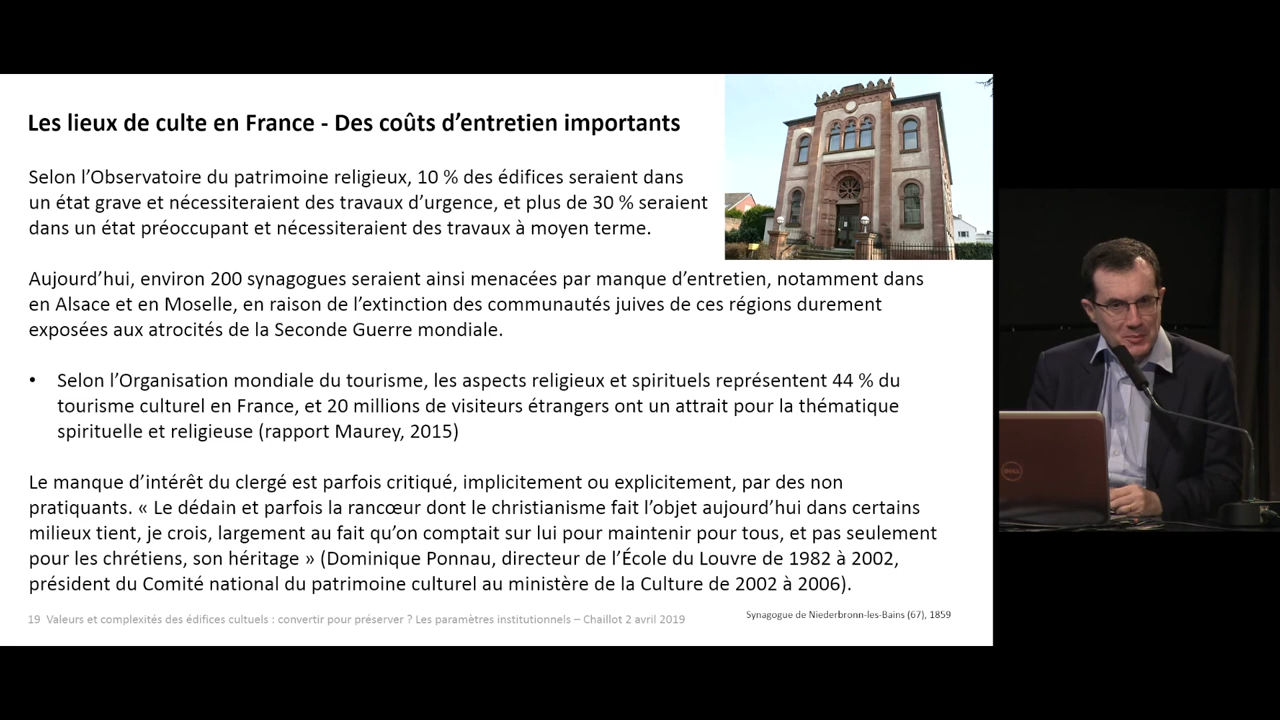 Les lieux de culte en France - Des coûts d’entretien importants
Selon l’Observatoire du patrimoine religieux, 10 % des édifices seraient dans
un état grave et nécessiteraient des travaux d’urgence, et plus de 30 % seraient
dans un état préoccupant et nécessiteraient des travaux à moyen terme.
Aujourd’hui, environ 200 synagogues seraient ainsi menacées par manque d’entretien, notamment dans
en Alsace et en Moselle, en raison de l’extinction des communautés juives de ces régions durement
exposées aux atrocités de la Seconde Guerre mondiale.
• Selon l’Organisation mondiale du tourisme, les aspects religieux et spirituels représentent 44 % du
tourisme culturel en France, et 20 millions de visiteurs étrangers ont un attrait pour la thématique
spirituelle et religieuse (rapport Maurey, 2015)
Le manque d’intérêt du clergé est parfois critiqué, implicitement ou explicitement, par des non
pratiquants. « Le dédain et parfois la rancœur dont le christianisme fait l’objet aujourd’hui dans certains
milieux tient, je crois, largement au fait qu’on comptait sur lui pour maintenir pour tous, et pas seulement
pour les chrétiens, son héritage » (Dominique Ponnau, directeur de l’École du Louvre de 1982 à 2002,
président du Comité national du patrimoine culturel au ministère de la Culture de 2002 à 2006).
Synagogue de Niederbronn-les-Bains (67), 1859
19 Valeurs et complexités des édifices cultuels : convertir pour préserver ? Les paramètres institutionnels – Chaillot 2 avril 2019
DELL